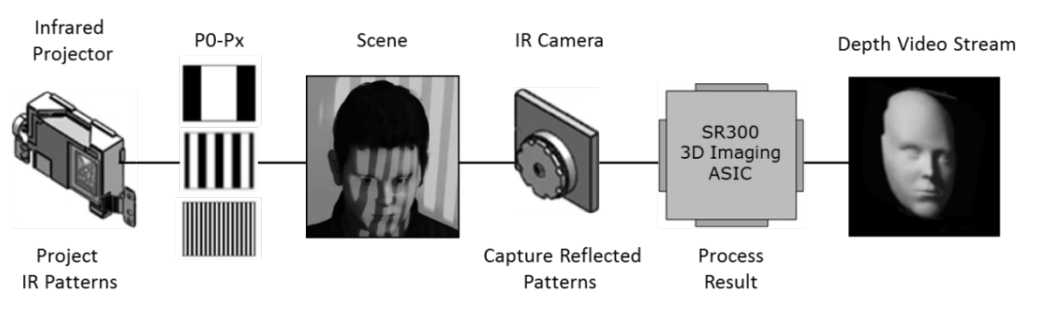 Infrared
Projector
P0-Px
Scene
IR Camera
Depth Video Stream
SR300
3D Imaging
ASIC
Project
IR Patterns
Capture Reflected
Patterns
Process
Result